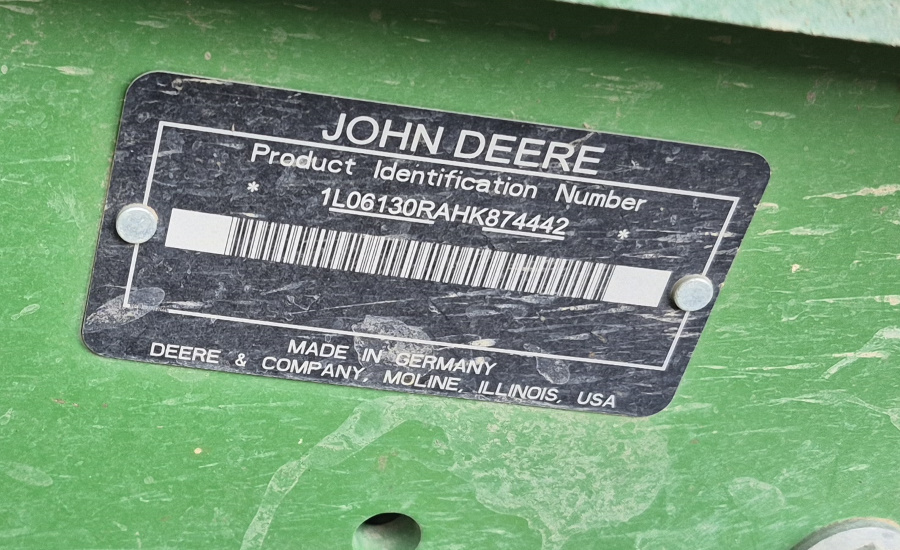 JOHN DEERE
Product Identification Number
* 1L06130RAHK874442 *
MADE IN GERMANY
DEERE & COMPANY, MOLINE, ILLINOIS, USA